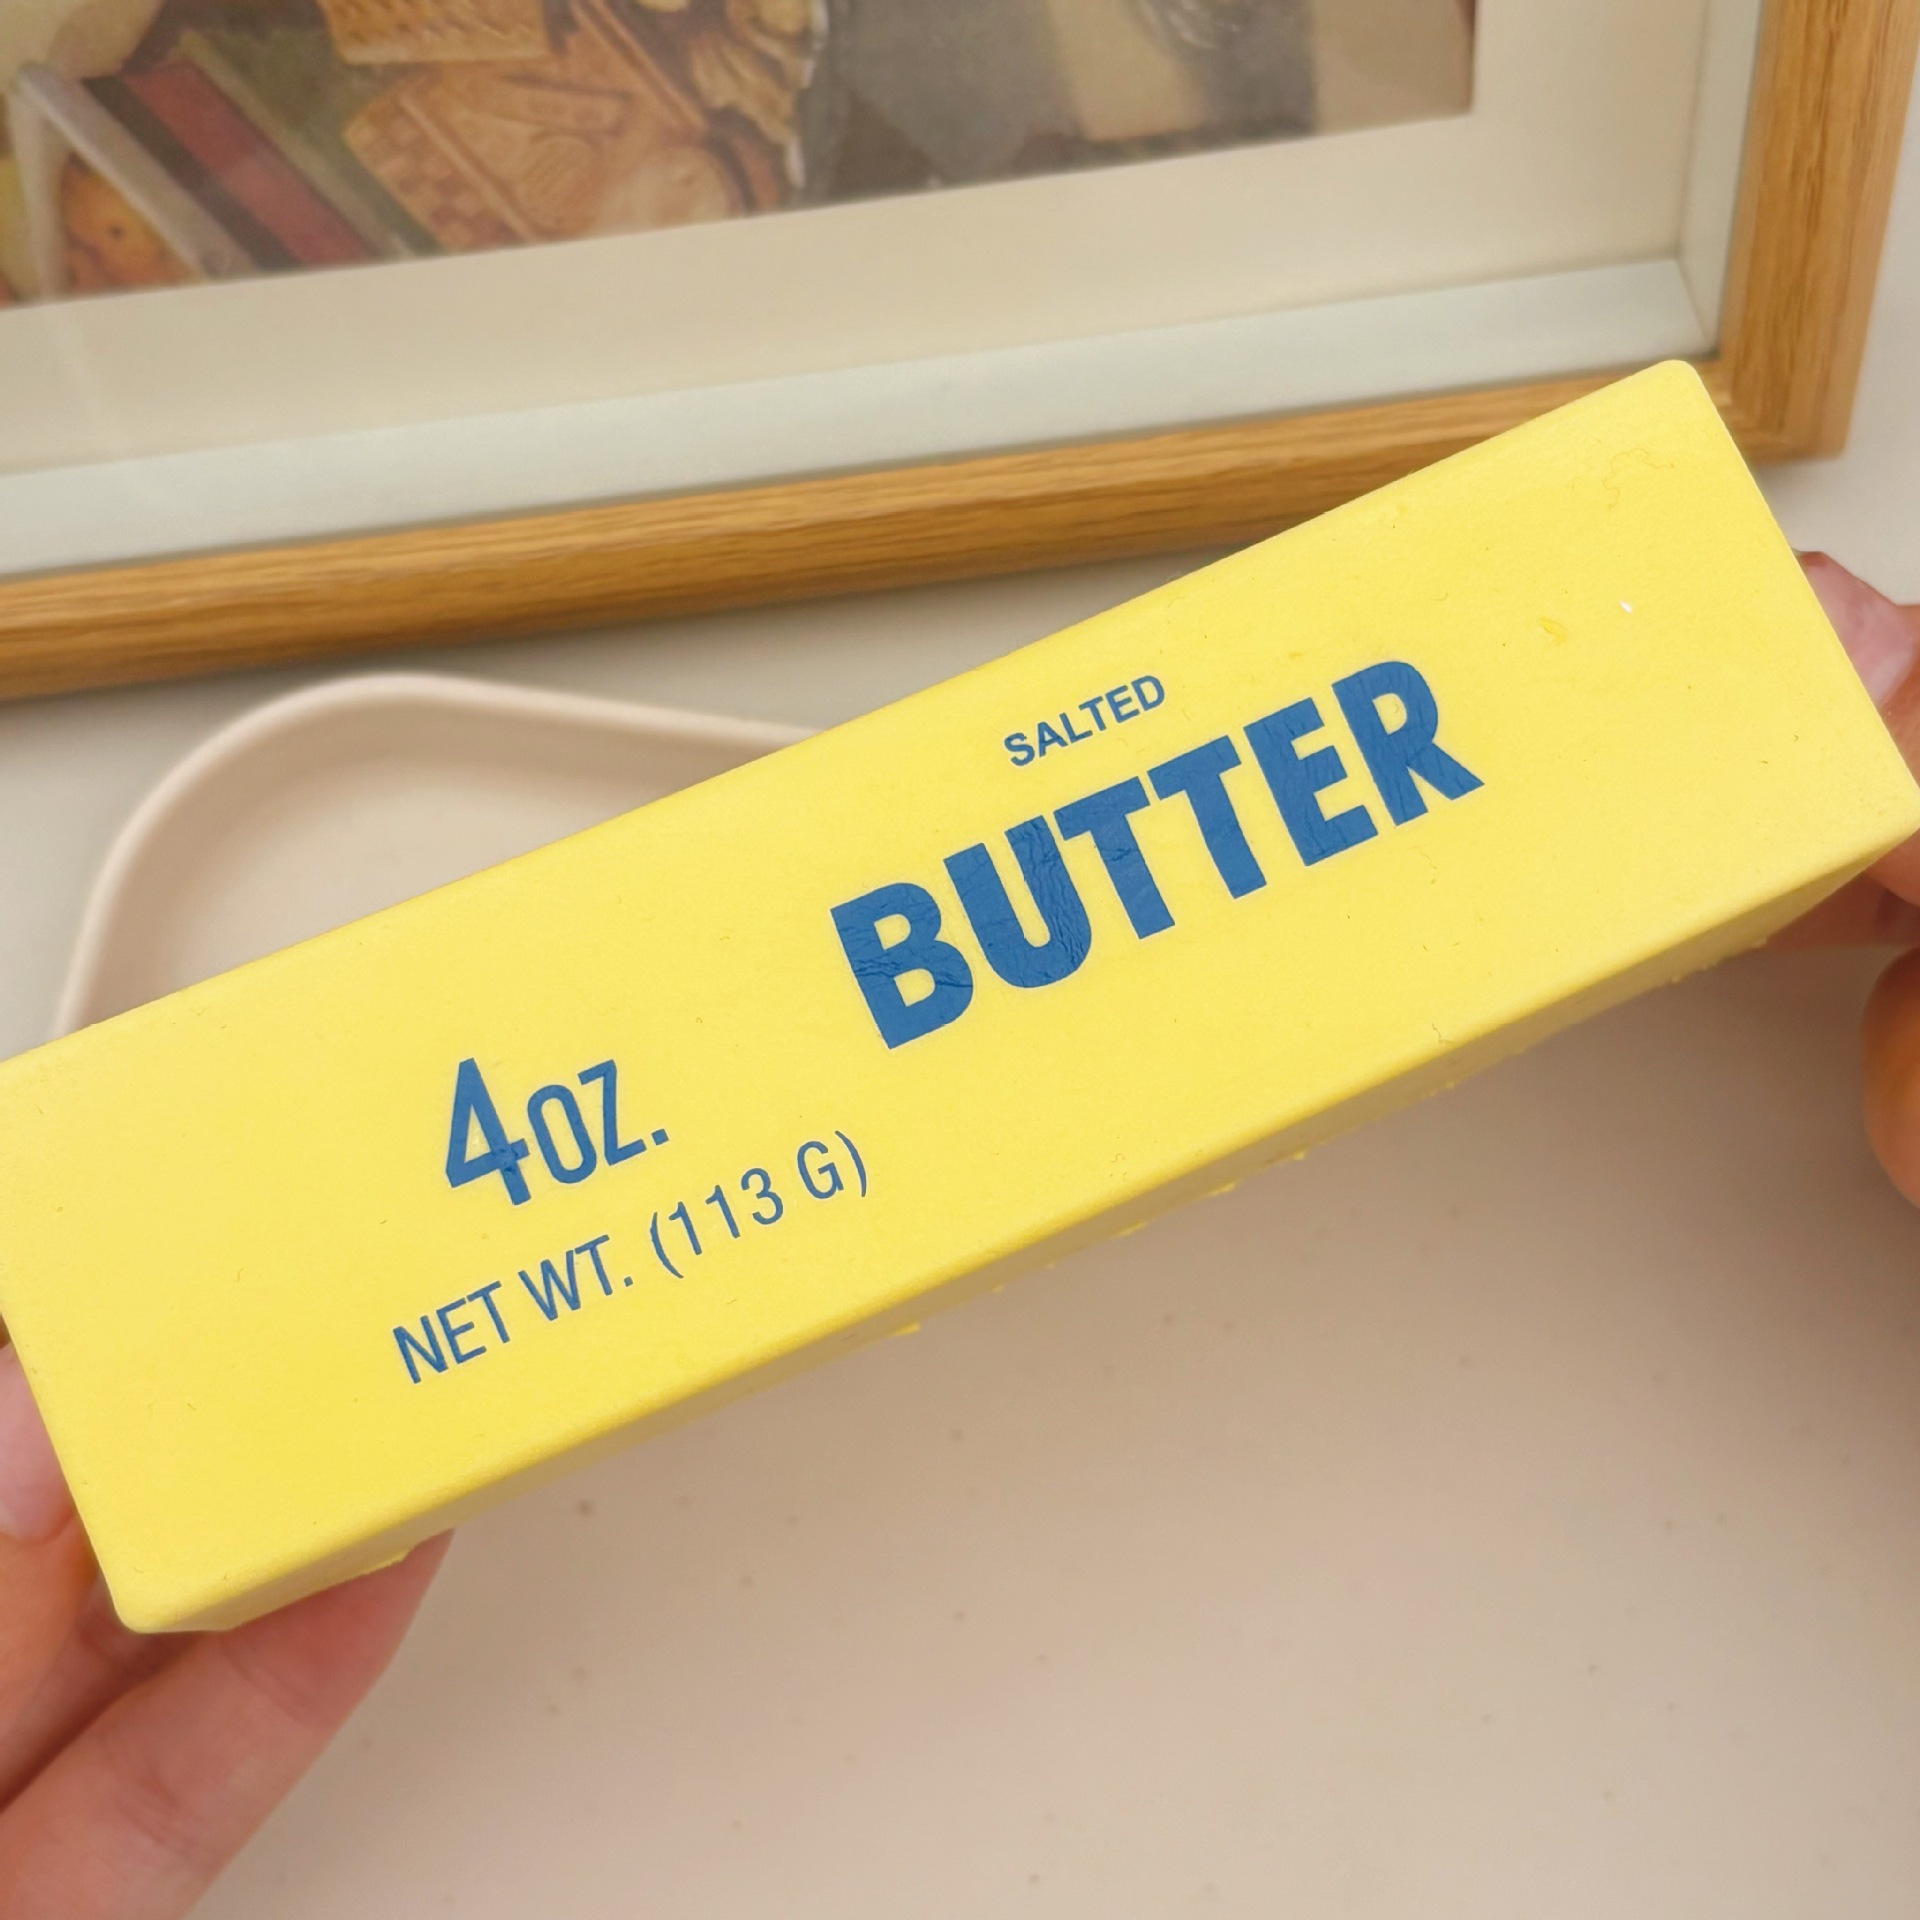 SALTED
BUTTER
4OZ.
NET WT. (113 G)